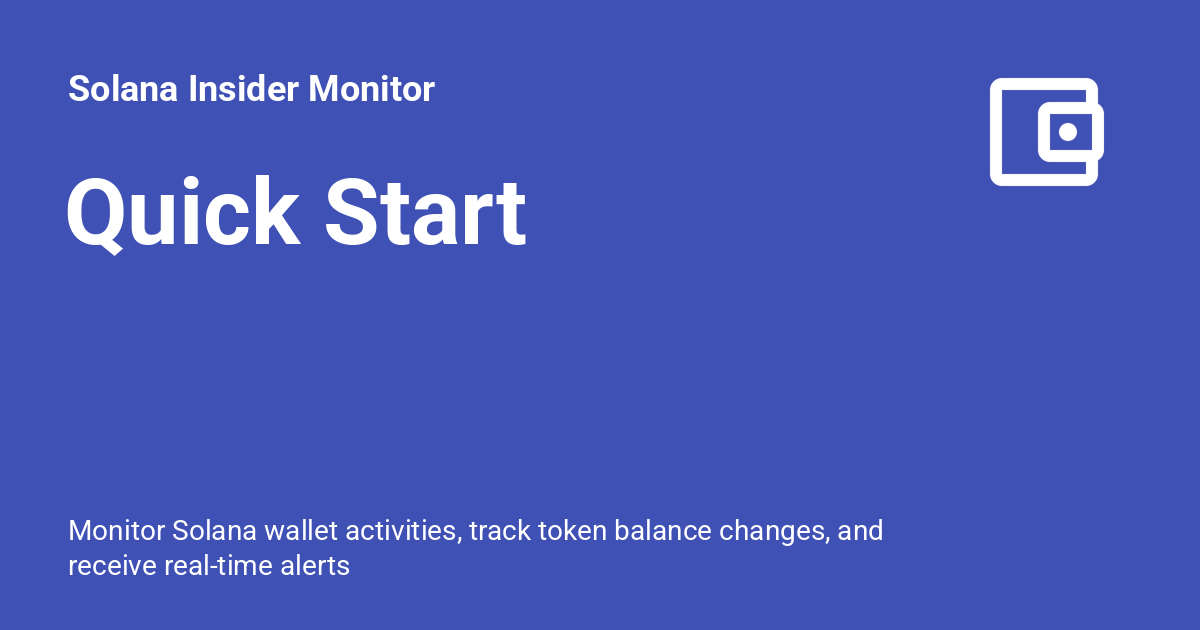 Solana Insider Monitor
Quick Start
Monitor Solana wallet activities, track token balance changes, and
receive real-time alerts